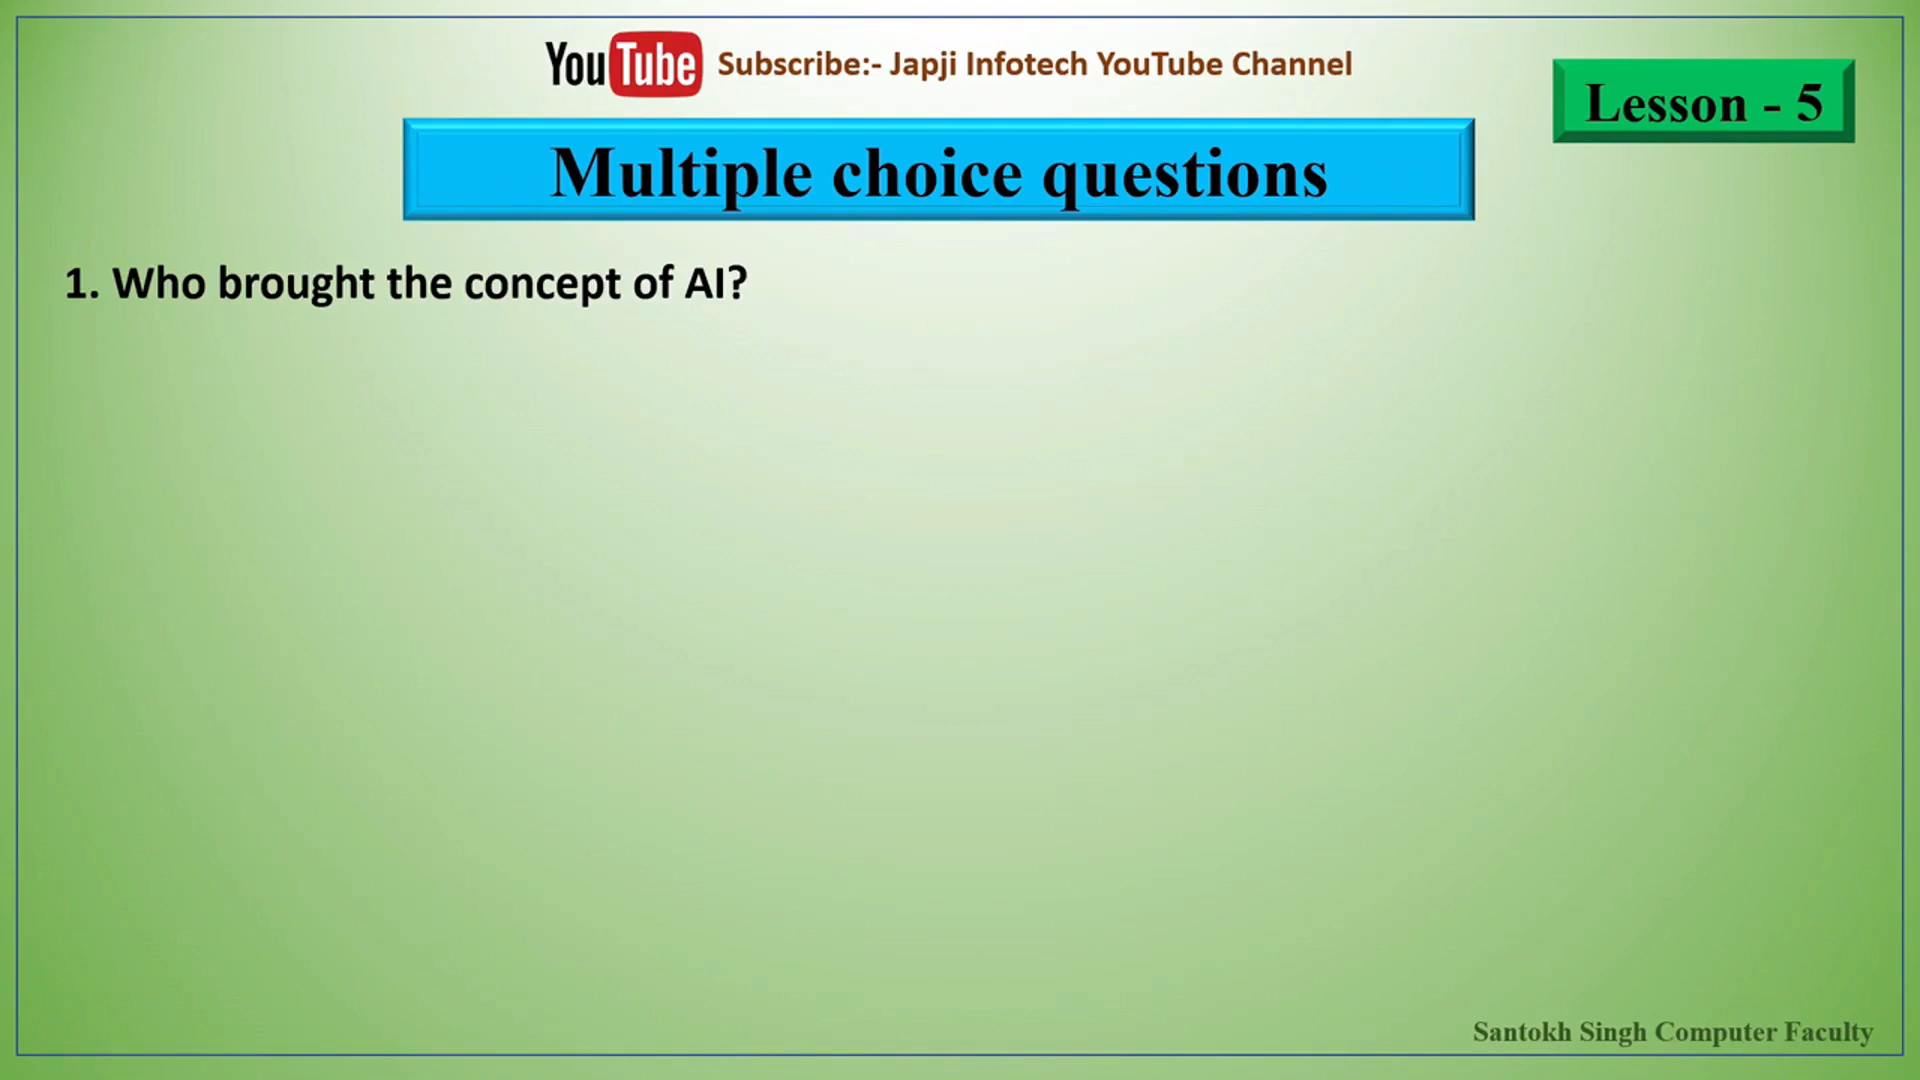 YouTube Subscribe:- Japji Infotech YouTube Channel
Lesson - 5
Multiple choice questions
1. Who brought the concept of AI?
Santokh Singh Computer Faculty